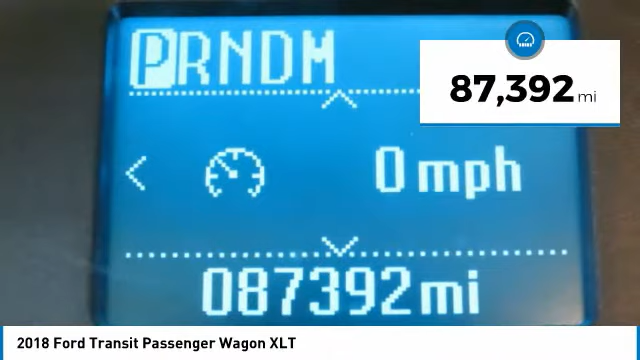 PRNDM
87,392 mi
0 mph
087392mi
2018 Ford Transit Passenger Wagon XLT